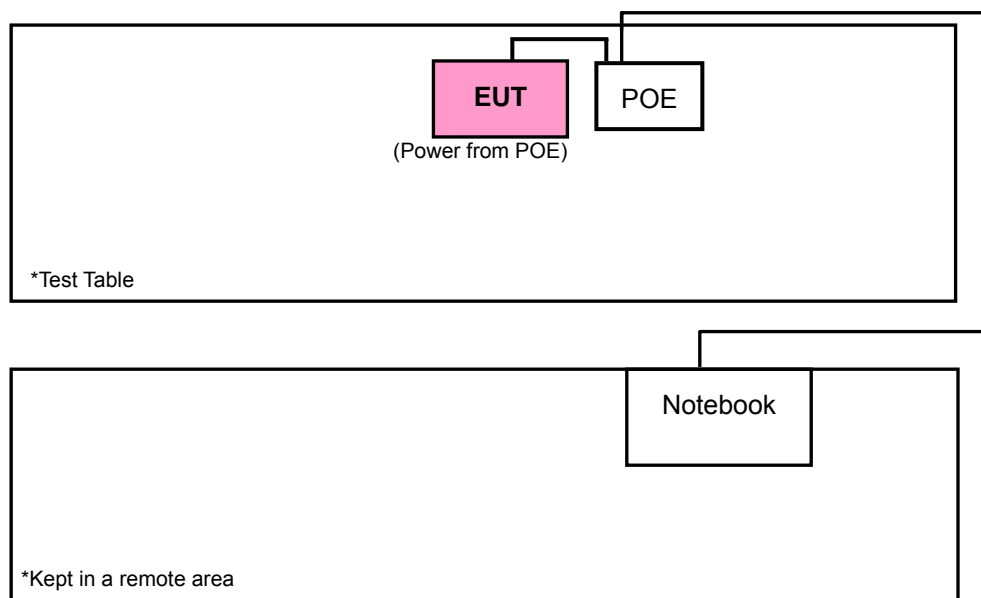 EUT
POE
(Power from POE)
*Test Table
Notebook
*Kept in a remote area